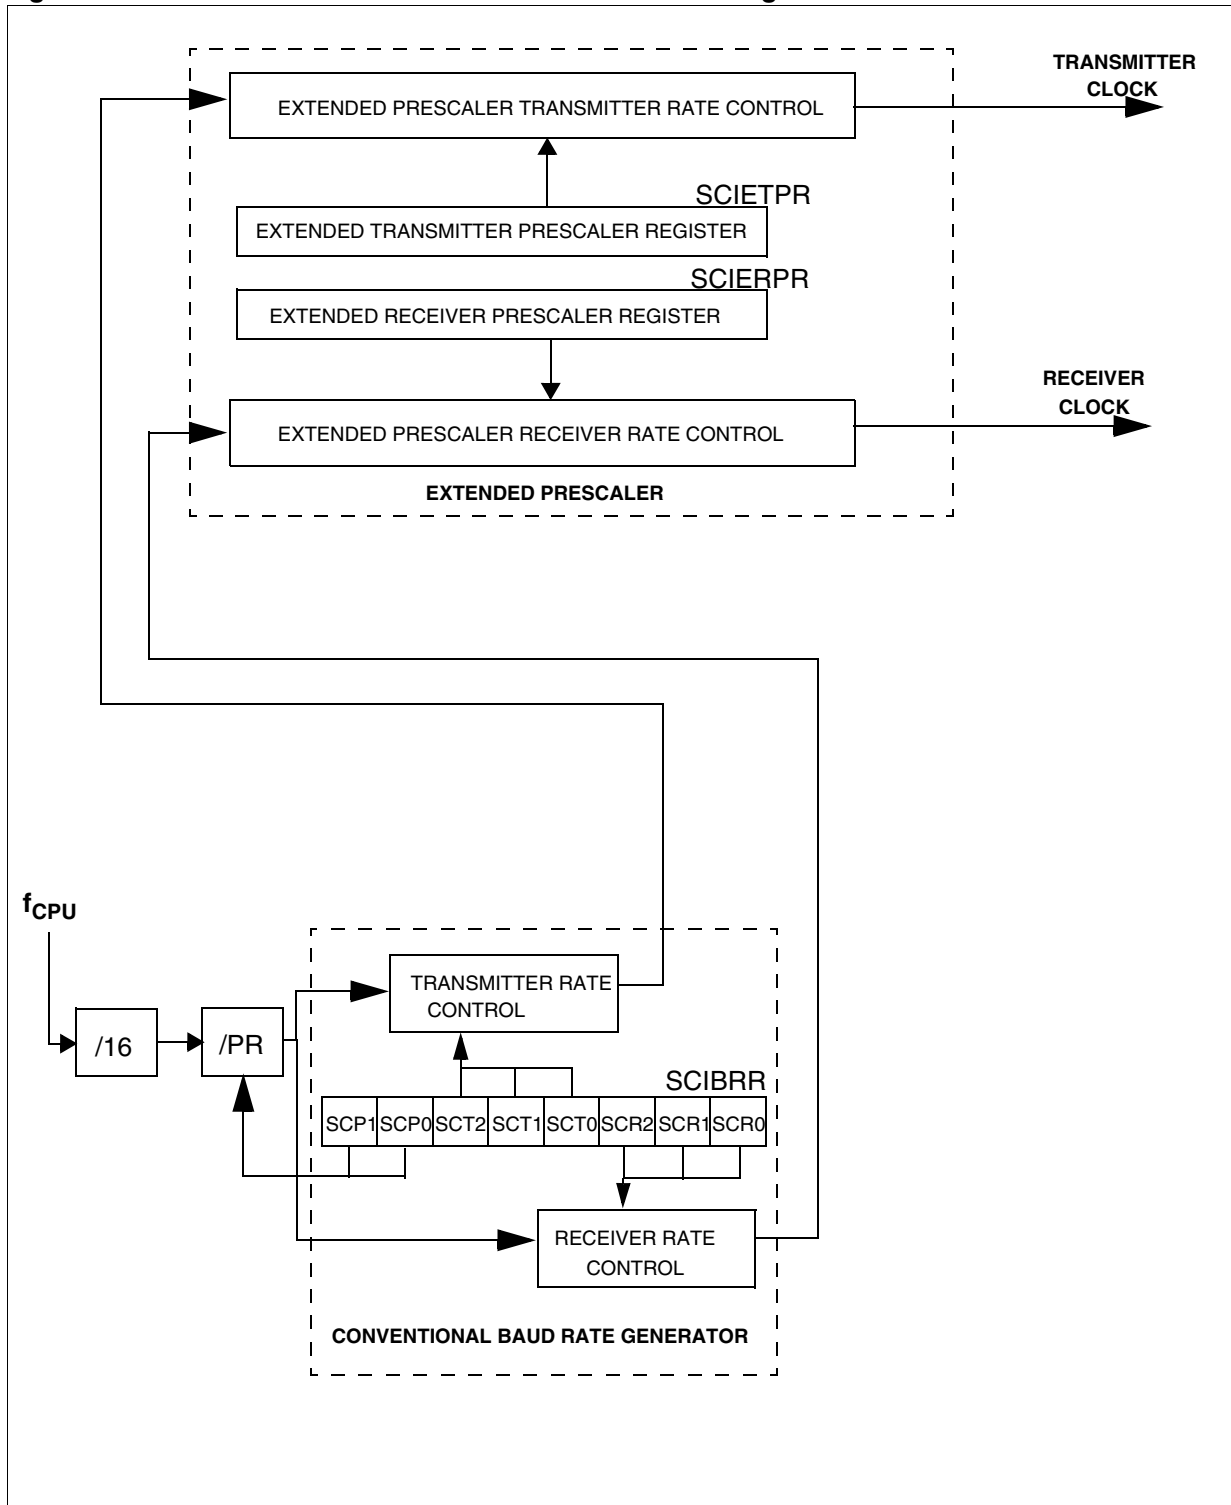 TRANSMITTER
CLOCK
EXTENDED PRESCALER TRANSMITTER RATE CONTROL
SCIETPR
EXTENDED TRANSMITTER PRESCALER REGISTER
SCIERPR
EXTENDED RECEIVER PRESCALER REGISTER
RECEIVER
CLOCK
EXTENDED PRESCALER RECEIVER RATE CONTROL
EXTENDED PRESCALER
fCPU
TRANSMITTER RATE
CONTROL
/16
/PR
SCIBRR
SCP1 SCP0 SCT2 SCT1 SCT0 SCR2 SCR1 SCR0
RECEIVER RATE
CONTROL
CONVENTIONAL BAUD RATE GENERATOR